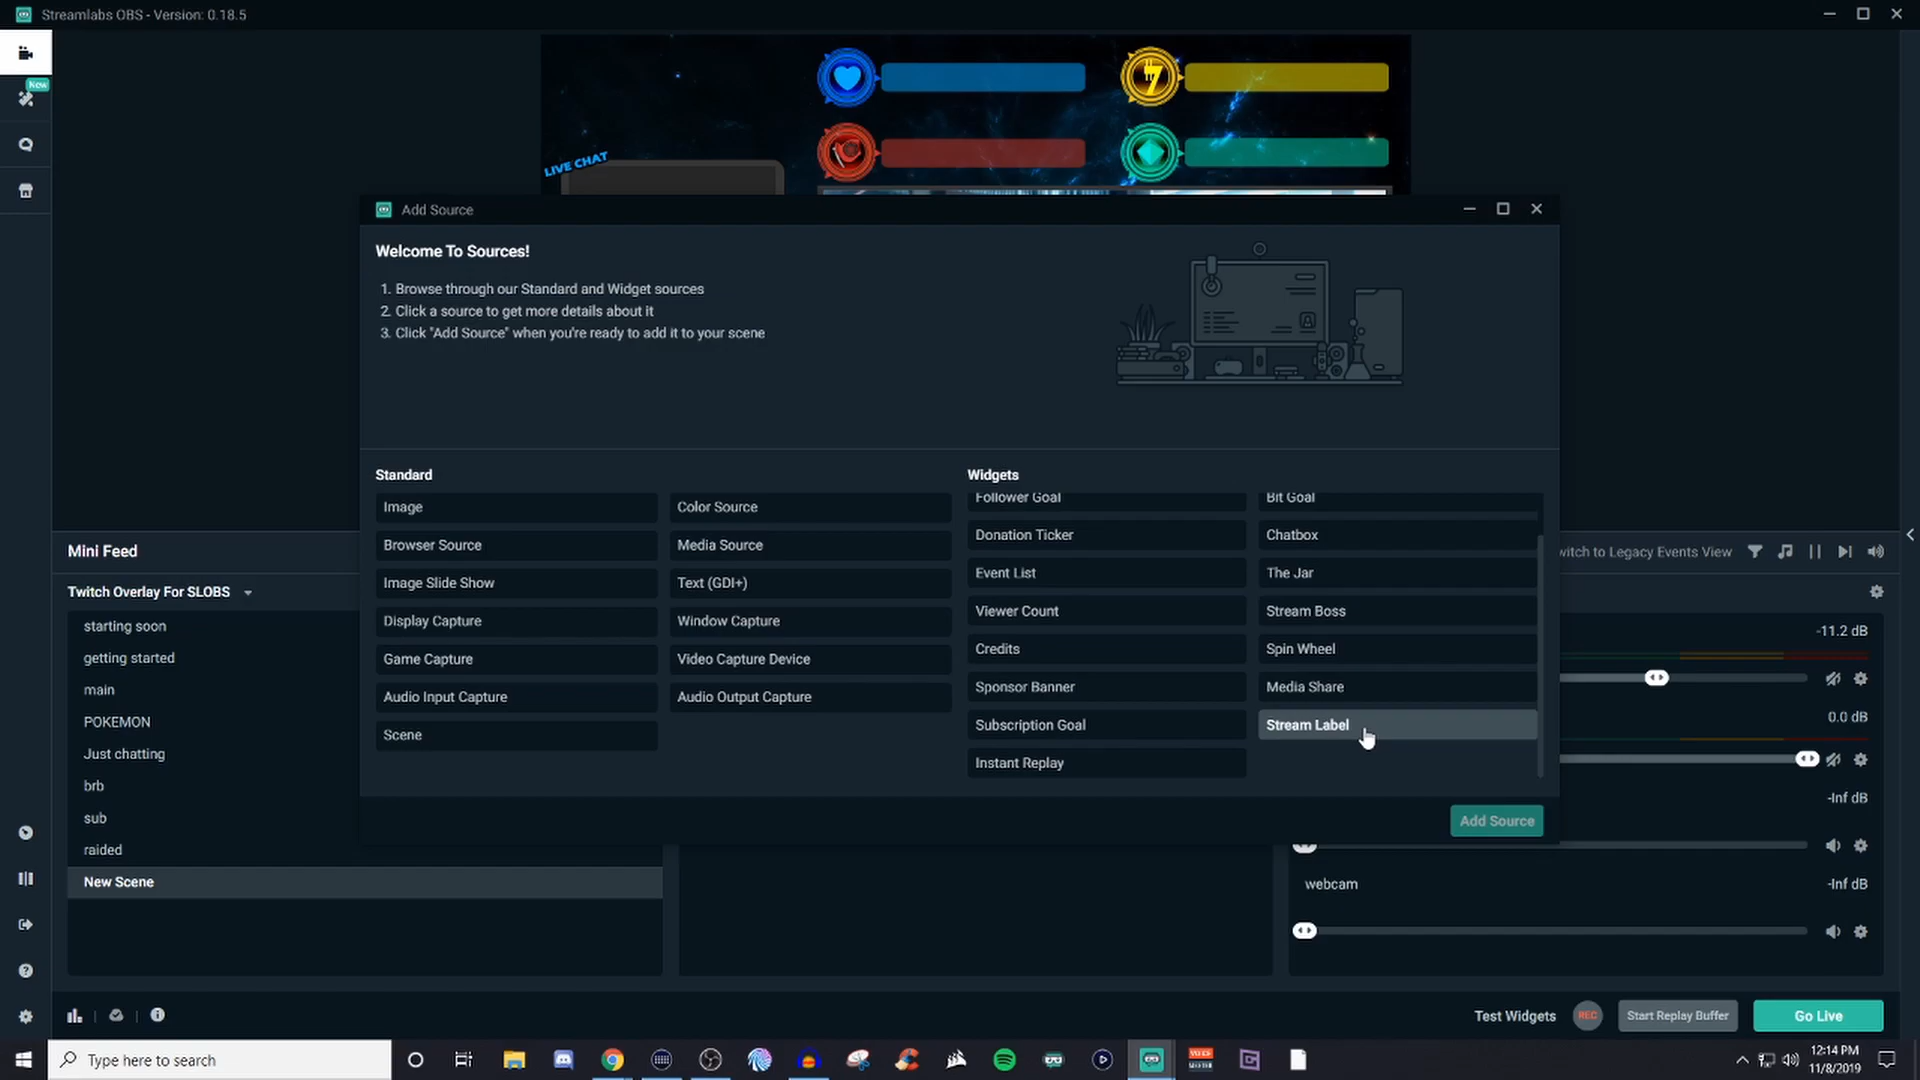 Streamlabs OBS - Version: 0.18.5
New
LIVE CHAT
Add Source
Welcome To Sources!
1. Browse through our Standard and Widget sources
2. Click a source to get more details about it
3. Click "Add Source" when you're ready to add it to your scene
Standard
Image
Color Source
Browser Source
Media Source
Image Slide Show
Text (GDI+)
Display Capture
Window Capture
Game Capture
Video Capture Device
Audio Input Capture
Audio Output Capture
Scene
Widgets
Follower Goal
Bit Goal
Donation Ticker
Chatbox
Event List
The Jar
Viewer Count
Stream Boss
Credits
Spin Wheel
Sponsor Banner
Media Share
Subscription Goal
Stream Label
Instant Replay
Add Source
Mini Feed
witch to Legacy Events View
Twitch Overlay For SLOBS
starting soon
getting started
main
POKEMON
Just chatting
brb
sub
raided
New Scene
-11.2 dB
0.0 dB
-Inf dB
webcam
-Inf dB
Test Widgets
REC
Start Replay Buffer
Go Live
Type here to search
12:14 PM
11/8/2019